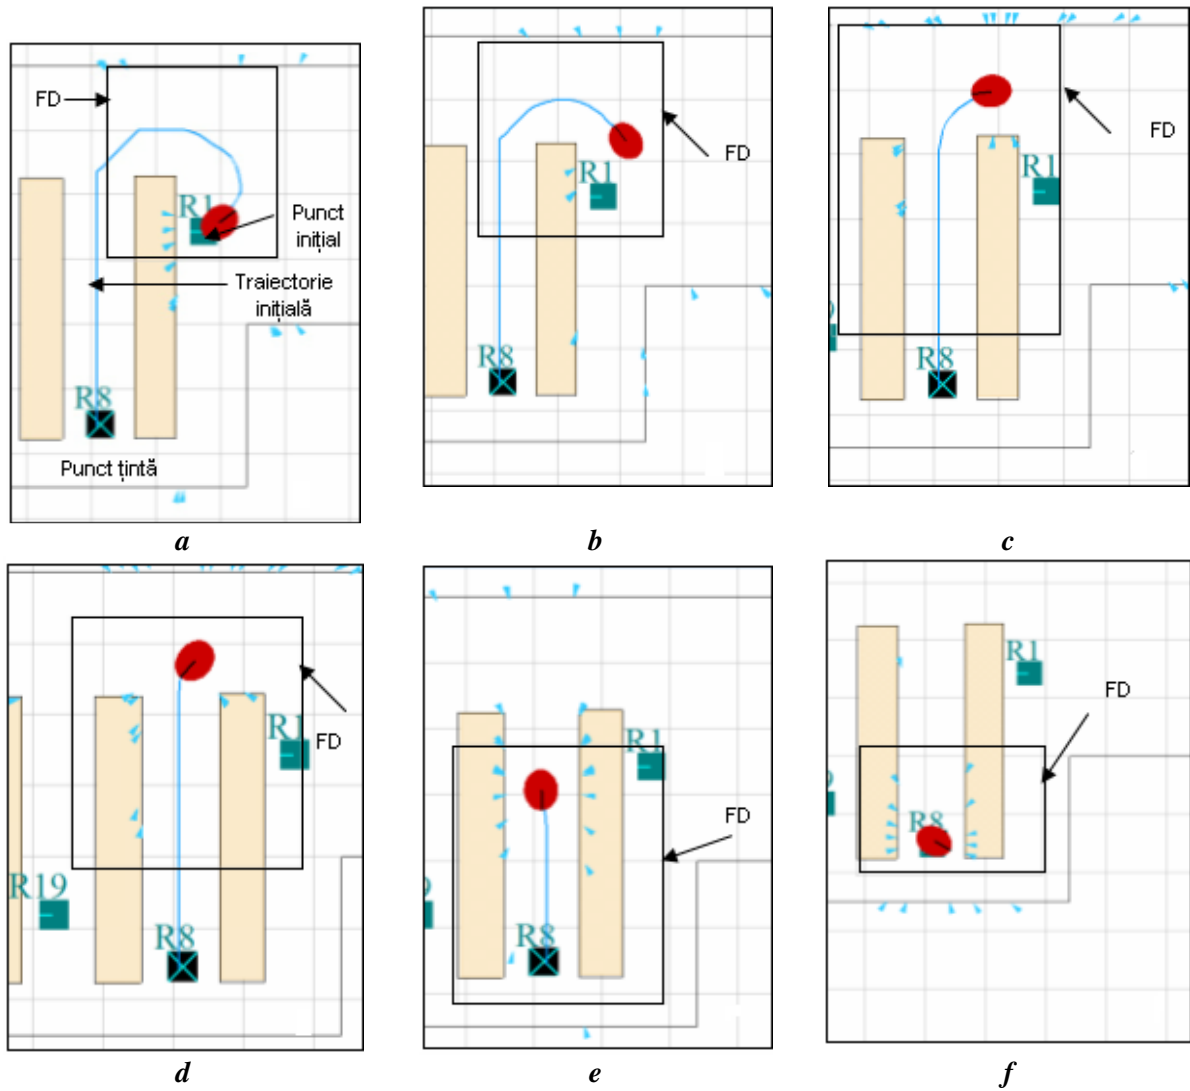 FD
R1
Punct
inițial
Traiectorie
inițială
R8
Punct țintă
a
FD
R1
R8
b
FD
R1
R8
c
R1
FD
R19
R8
d
R1
FD
R8
e
R1
FD
R8
f